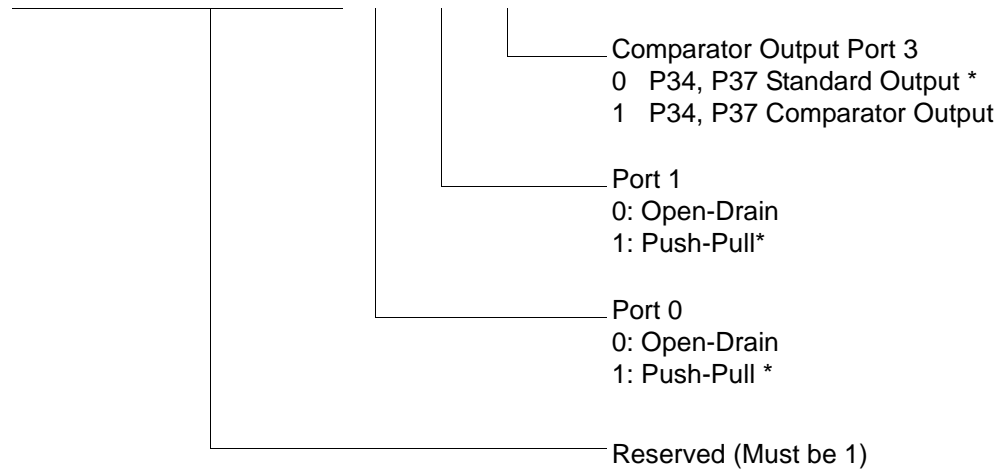 Comparator Output Port 3
0 P34, P37 Standard Output *
1 P34, P37 Comparator Output
Port 1
0: Open-Drain
1: Push-Pull*
Port 0
0: Open-Drain
1: Push-Pull *
Reserved (Must be 1)